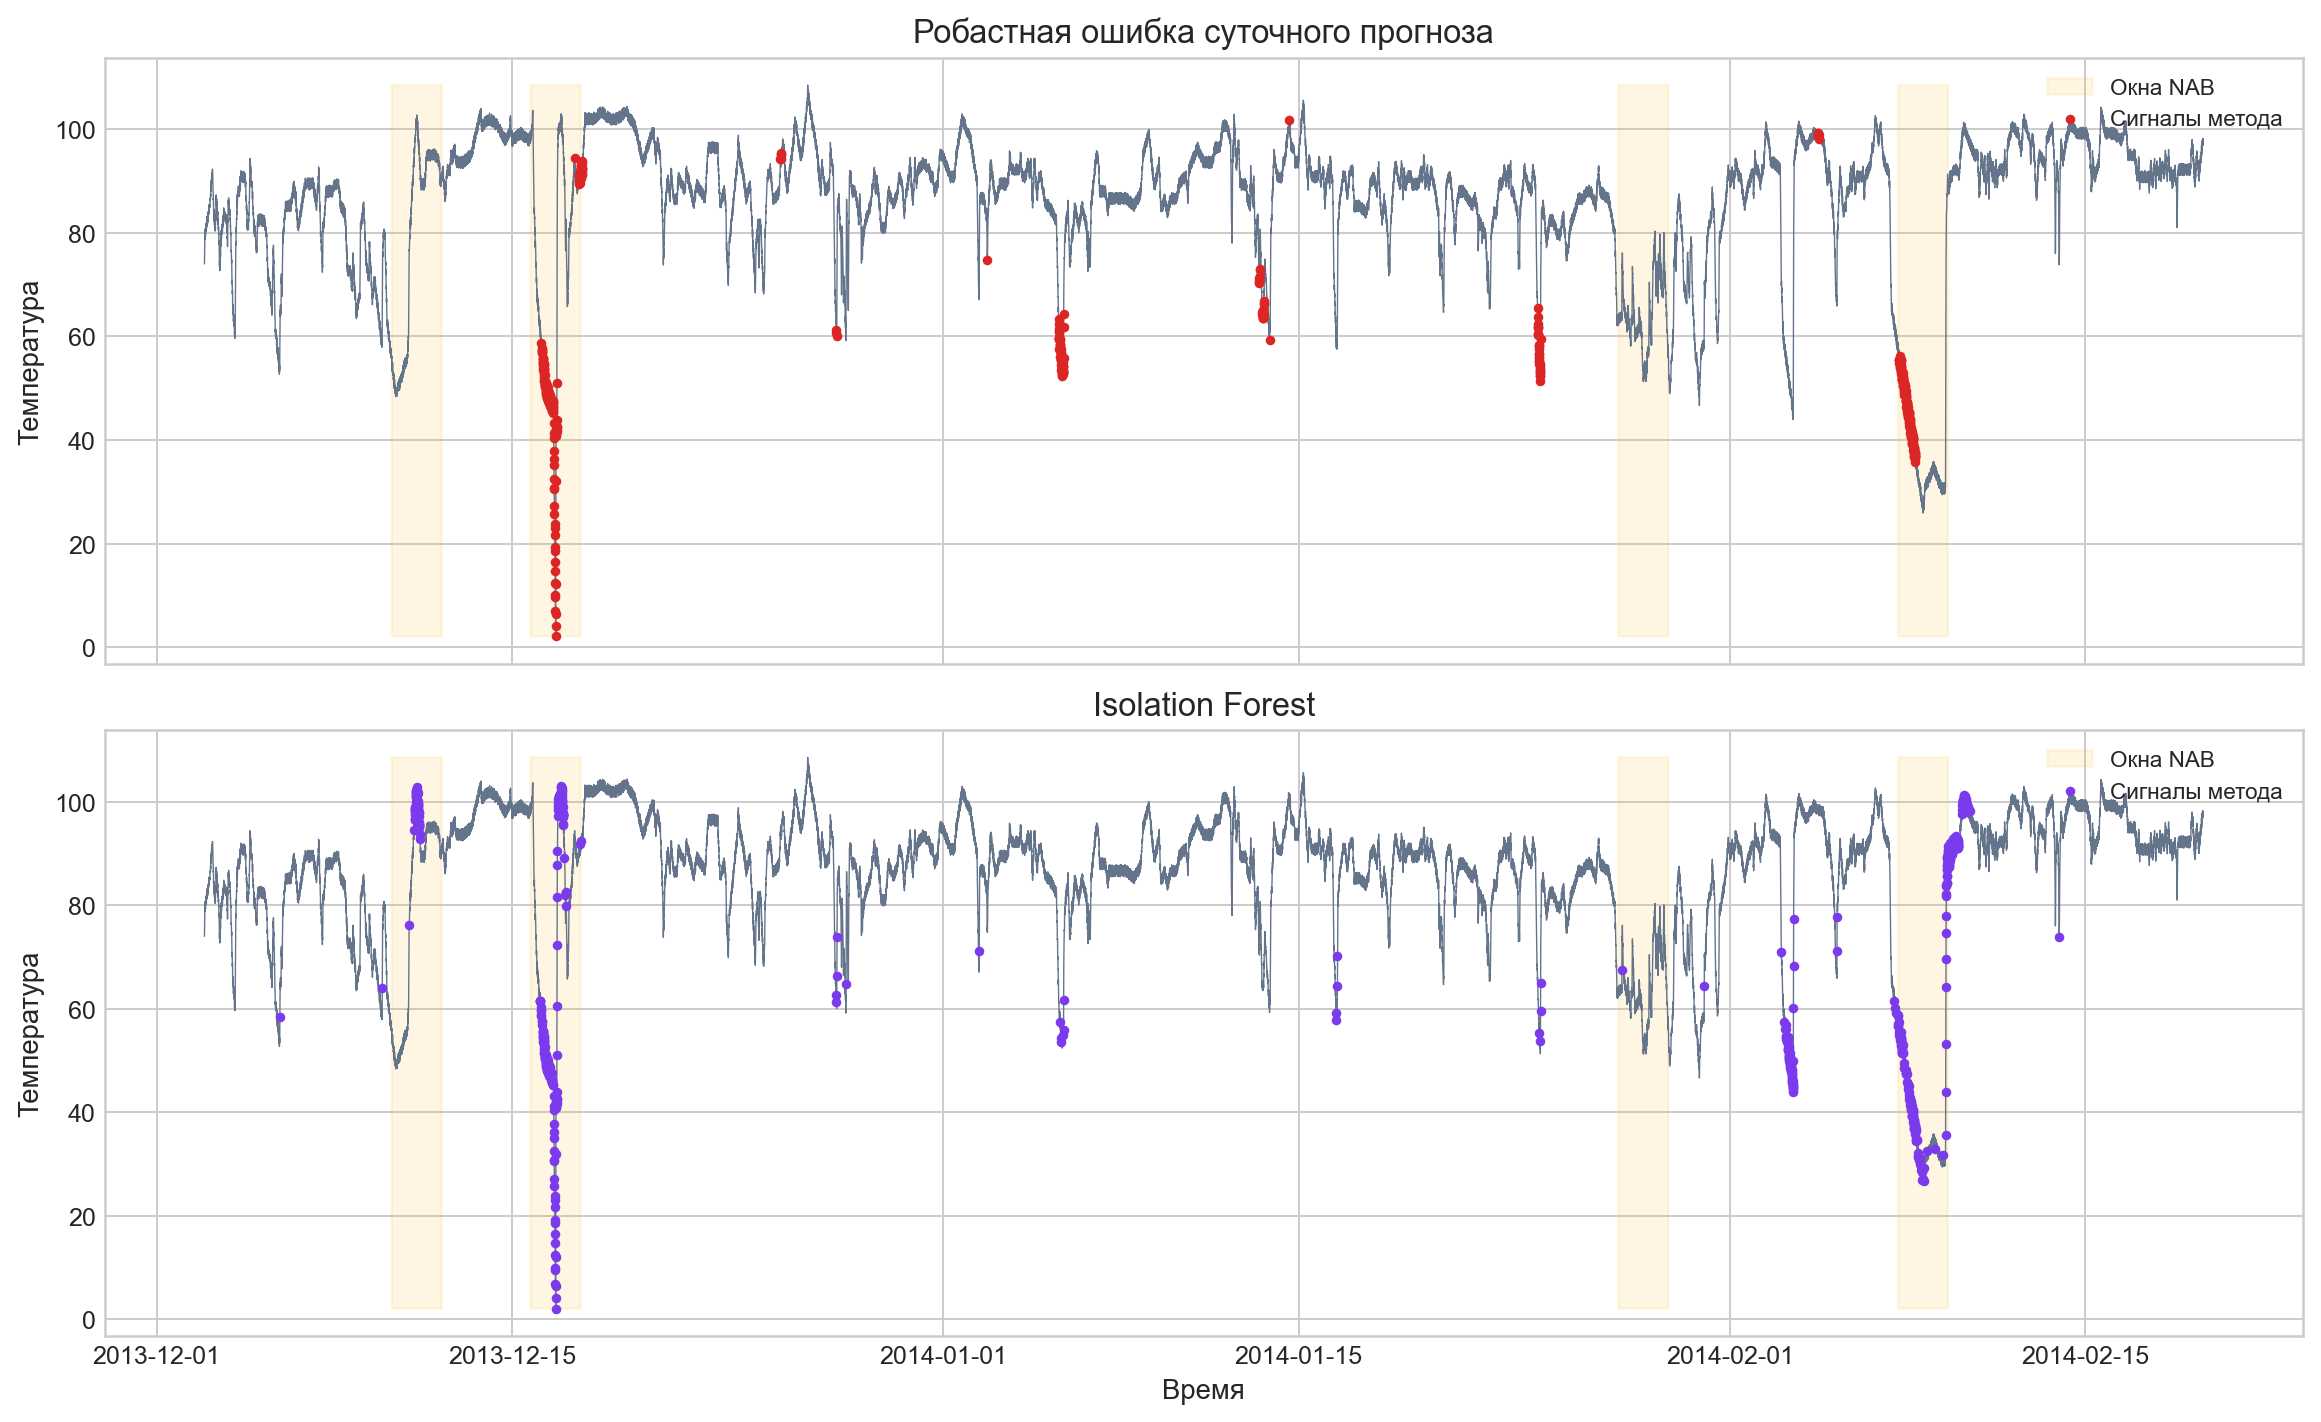 Робастная ошибка суточного прогноза
Окна NAB
Сигналы метода
100
80
60
40
20
0
Температура
Isolation Forest
Окна NAB
Сигналы метода
100
80
60
40
20
0
Температура
2013-12-01
2013-12-15
2014-01-01
2014-01-15
2014-02-01
2014-02-15
Время